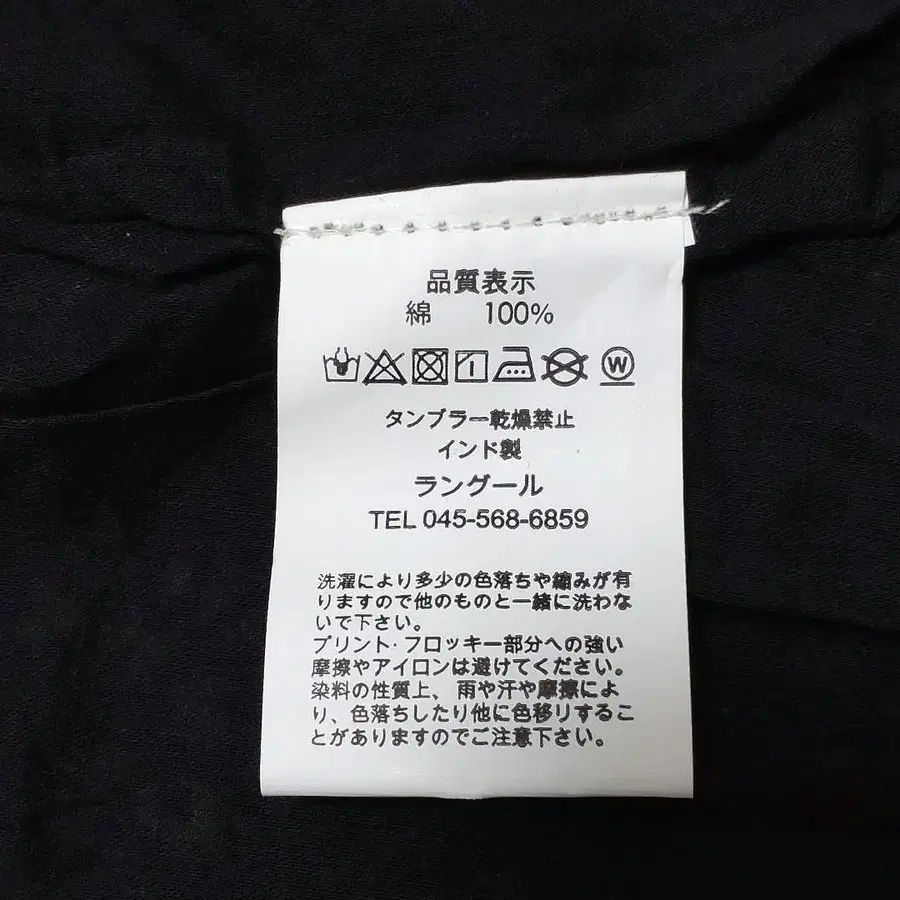 品質表示
綿 100%
W
タンブラー乾燥禁止
インド製
ラングール
TEL 045-568-6859
洗濯により多少の色落ちや縮みが有
りますので他のものと一緒に洗わな
いで下さい。
プリント・フロッキー部分への強い
摩擦やアイロンは避けてください。
染料の性質上、雨や汗や摩擦によ
り、色落ちしたり他に色移りするこ
とがありますのでご注意下さい。